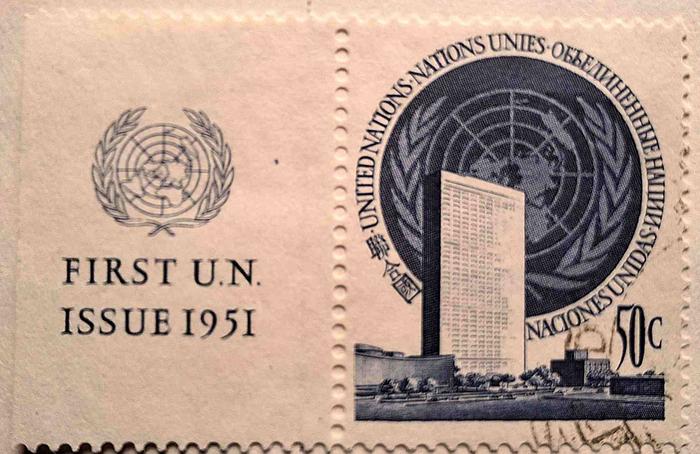 FIRST U.N.
ISSUE 1951
聯合國
·UNITED NATIONS·NATIONS UNIES·ОБЪЕДИНЕННЫЕ НАЦИИ·
NACIONES UNIDAS·
50c